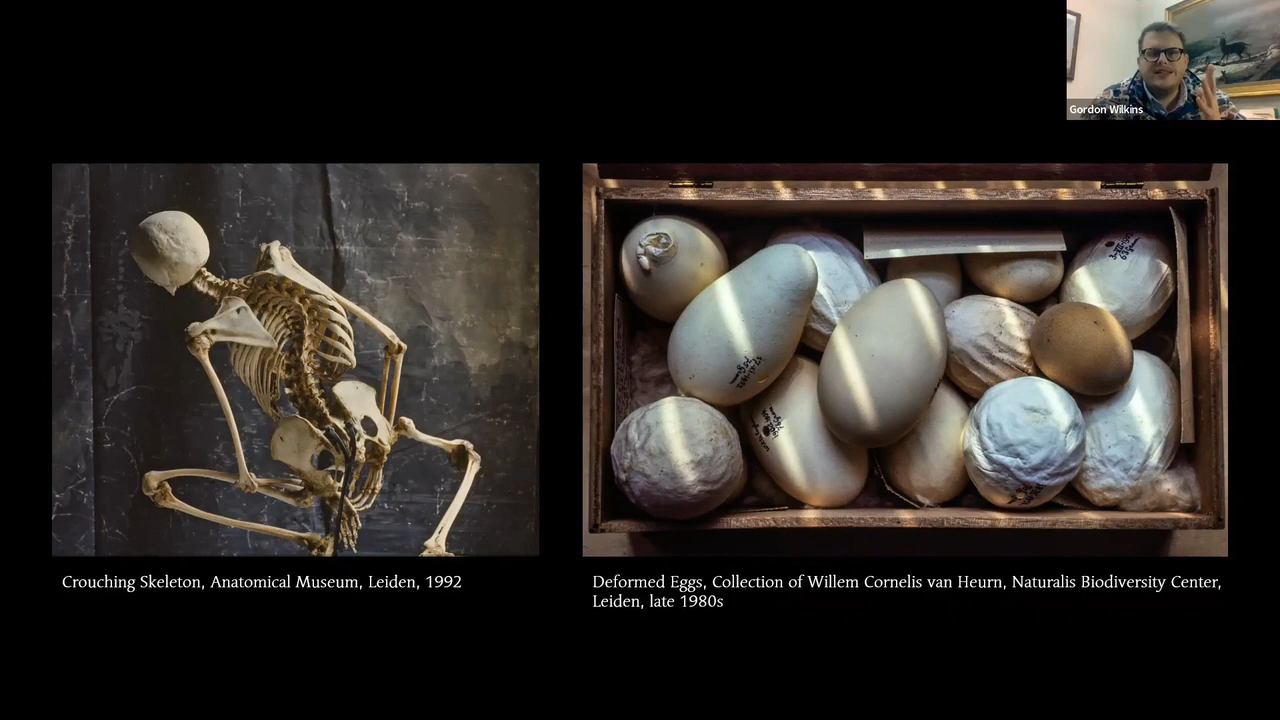 Gordon Wilkins
Crouching Skeleton, Anatomical Museum, Leiden, 1992
Deformed Eggs, Collection of Willem Cornelis van Heurn, Naturalis Biodiversity Center,
Leiden, late 1980s